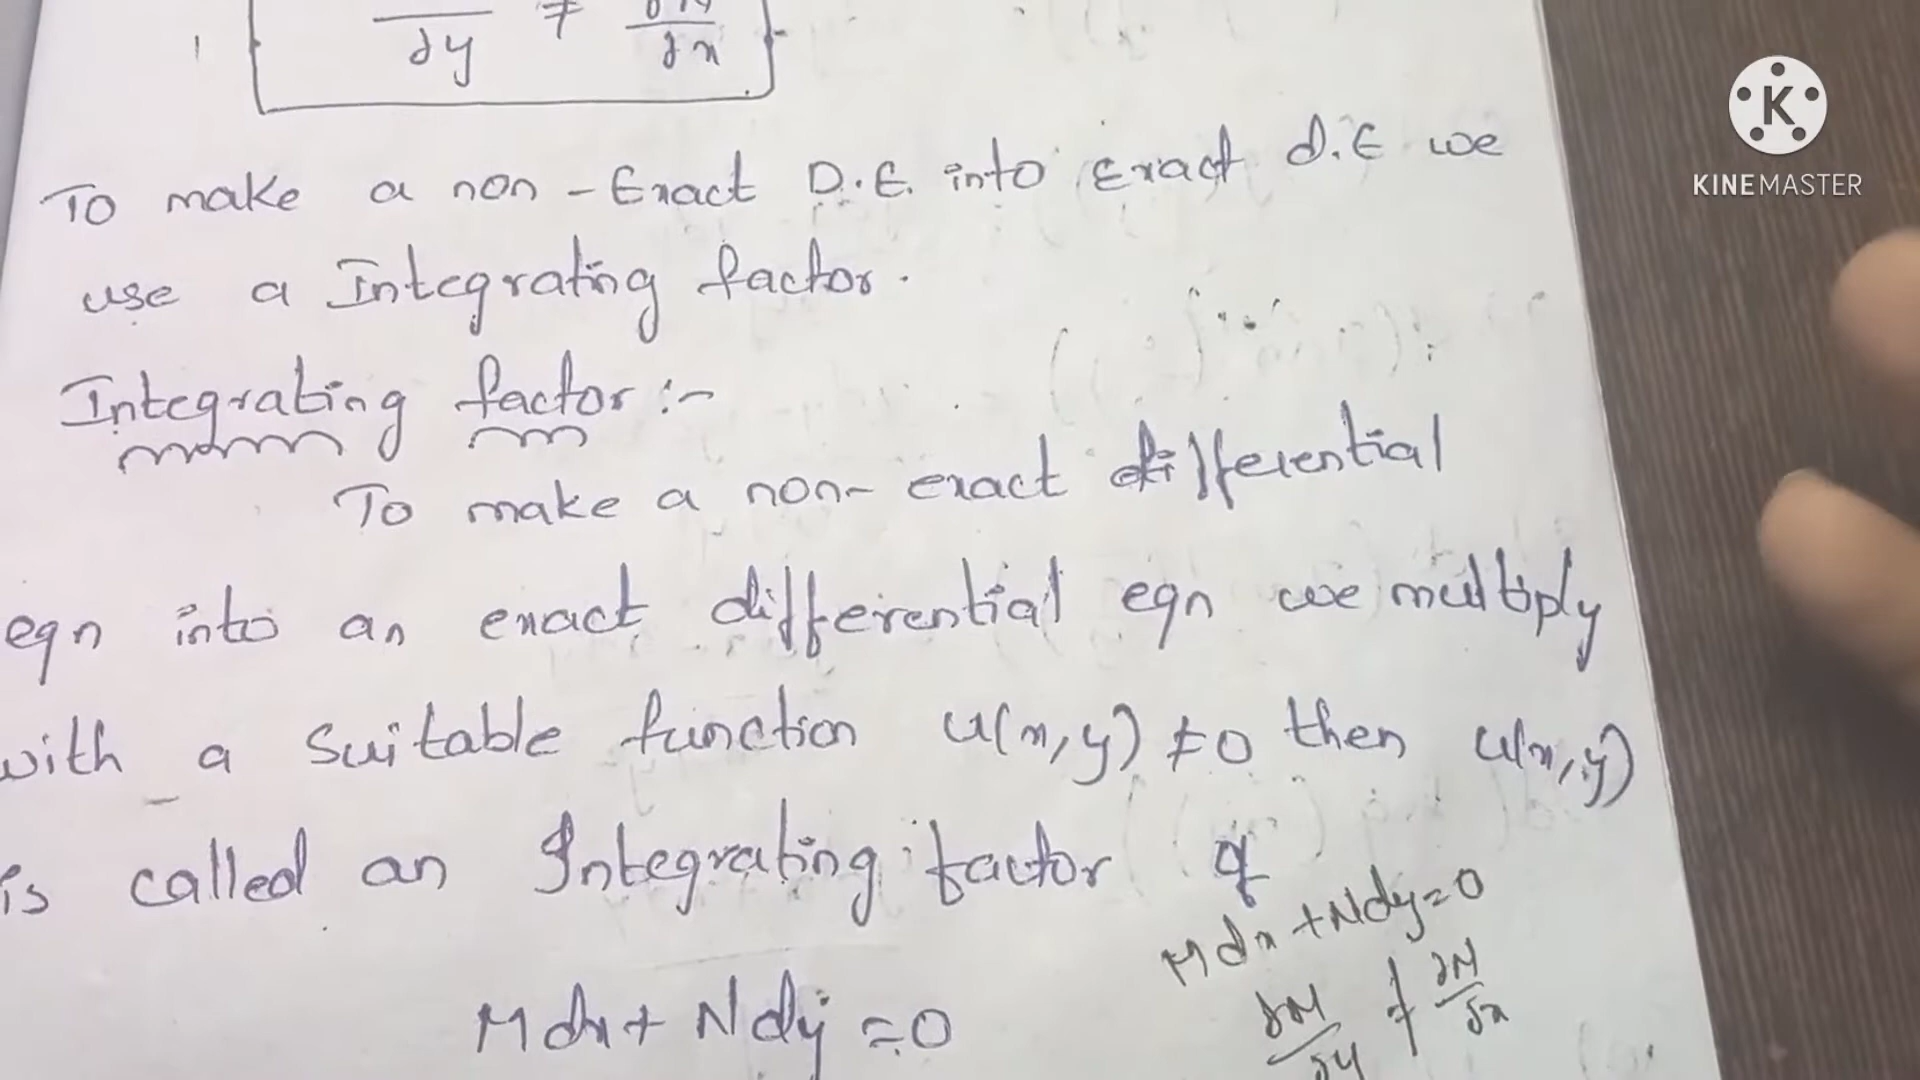 ∂y ≠ ∂x
To make a non-Exact D.E. into Exact d.E we
use a Integrating factor.
Integrating factor :-
To make a non-exact differential
eqn into an exact differential eqn we multiply
with a suitable function u(x,y) ≠ 0 then u(x,y)
is called an Integrating factor of
Mdx + Ndy = 0
Mdx + Ndy = 0
∂M/∂y ≠ ∂N/∂x
KINEMASTER